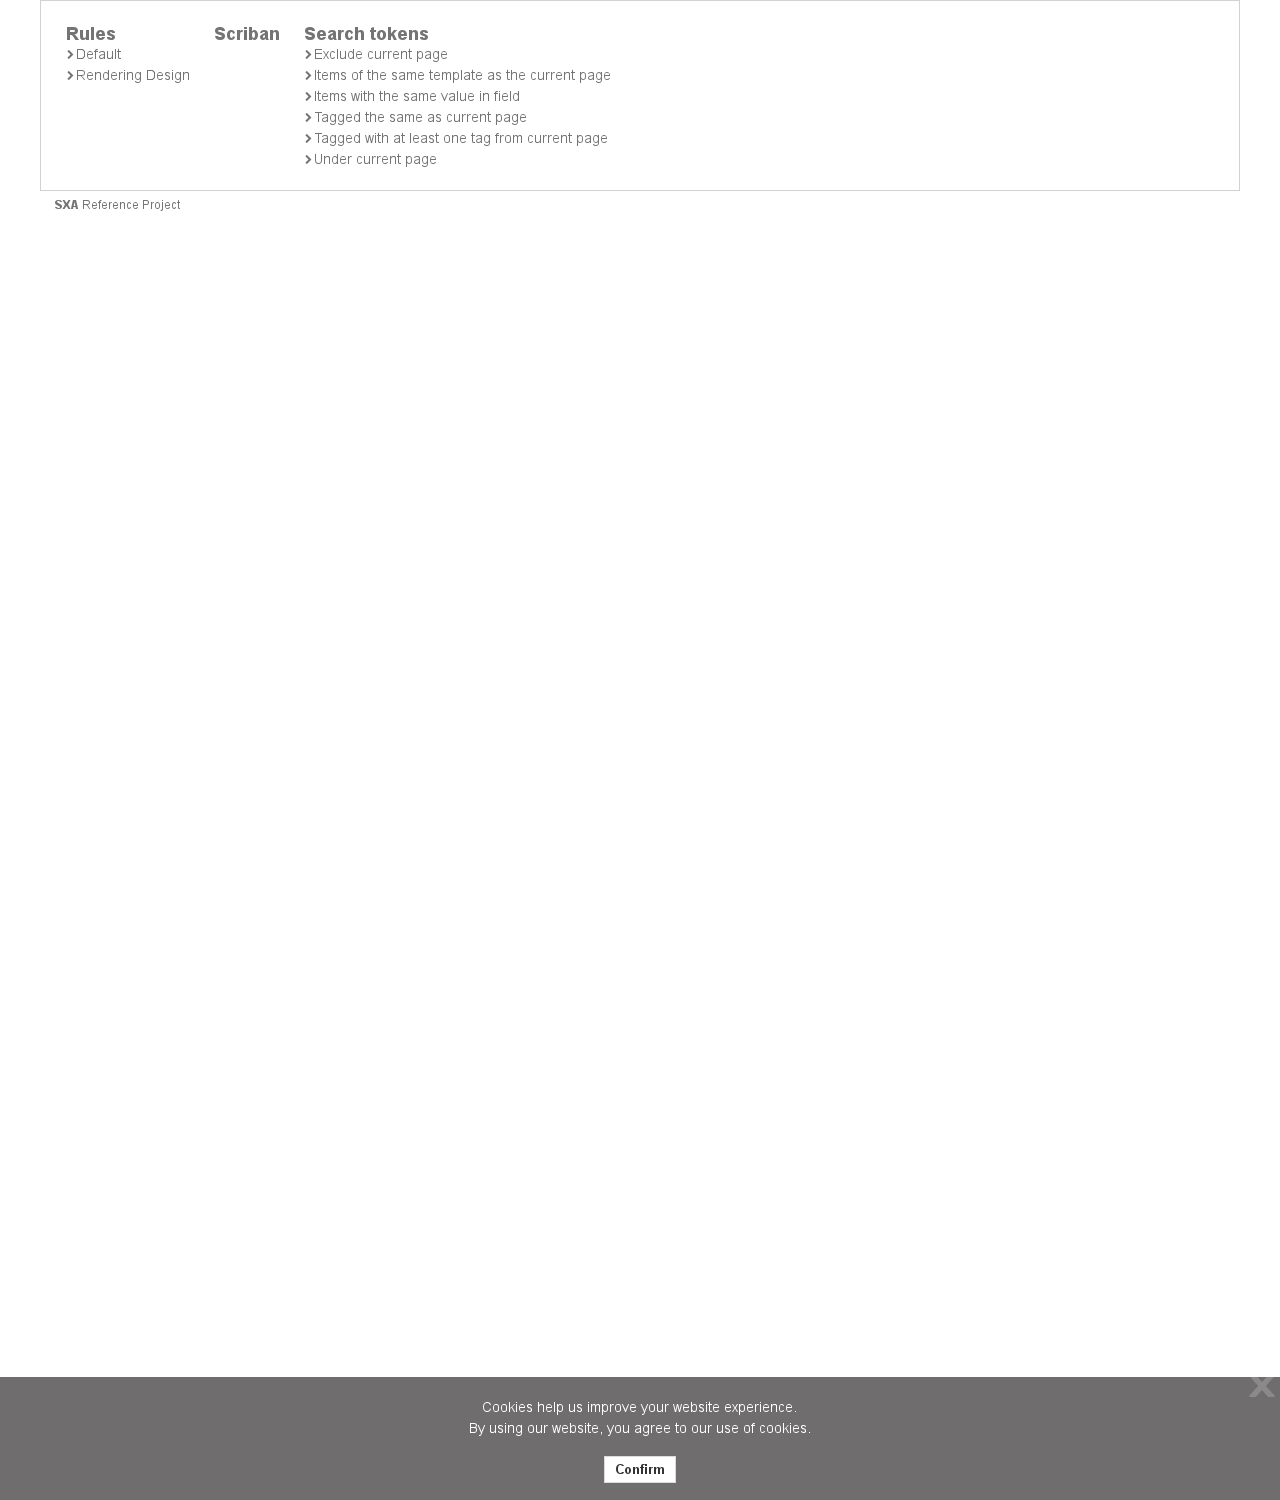 Rules
Default
Rendering Design
Scriban
Search tokens
Exclude current page
Items of the same template as the current page
Items with the same value in field
Tagged the same as current page
Tagged with at least one tag from current page
Under current page
SXA Reference Project
Cookies help us improve your website experience.
By using our website, you agree to our use of cookies.
Confirm